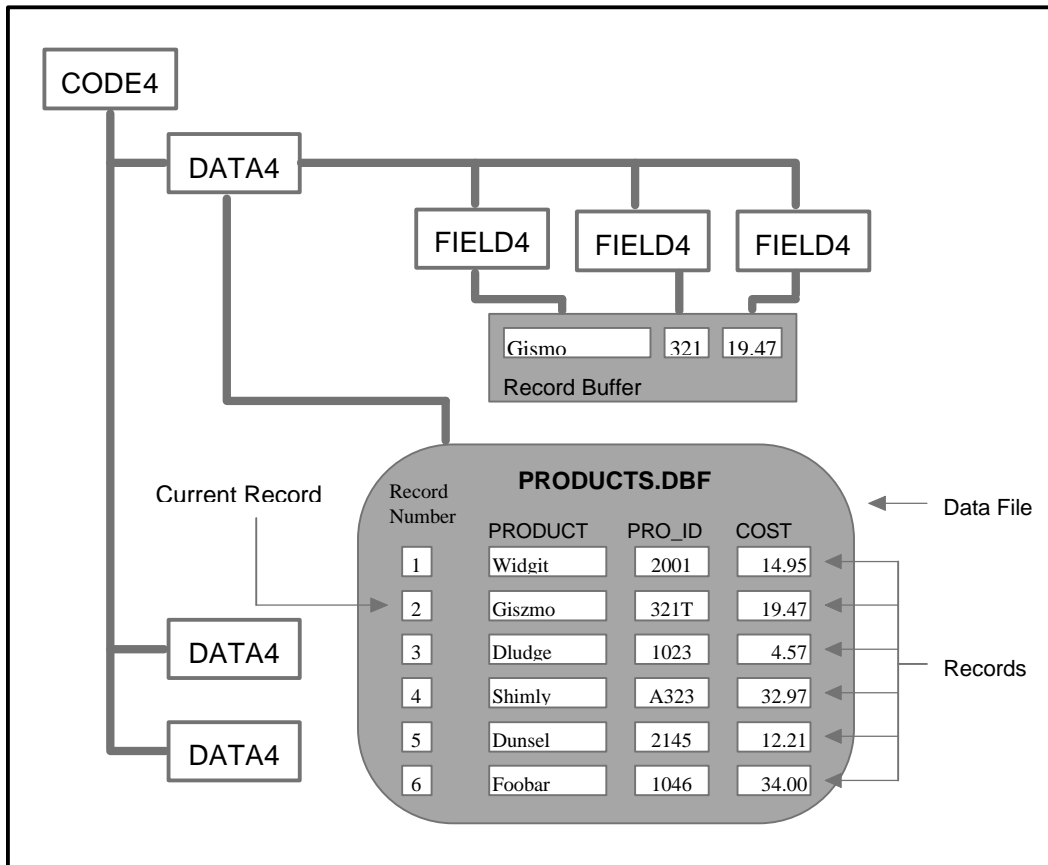 CODE4
DATA4
FIELD4 FIELD4 FIELD4
Gismo 321 19.47
Record Buffer
PRODUCTS.DBF
Current Record
Record
Number
Data File
PRODUCT PRO_ID COST
1 Widgit 2001 14.95
2 Giszmo 321T 19.47
3 Dludge 1023 4.57
4 Shimly A323 32.97
5 Dunsel 2145 12.21
6 Foobar 1046 34.00
DATA4
Records
DATA4